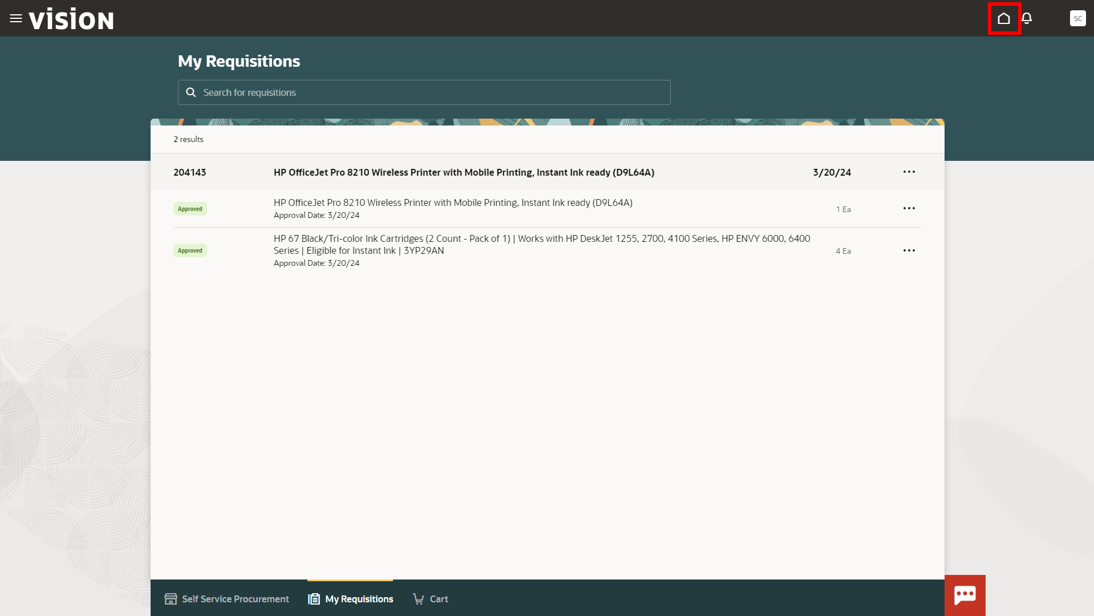 vision
SC
My Requisitions
Search for requisitions
2 results
204143
HP OfficeJet Pro 8210 Wireless Printer with Mobile Printing, Instant Ink ready (D9L64A)
3/20/24
Approved
HP OfficeJet Pro 8210 Wireless Printer with Mobile Printing, Instant Ink ready (D9L64A)
Approval Date: 3/20/24
1 Ea
Approved
HP 67 Black/Tri-color Ink Cartridges (2 Count - Pack of 1) | Works with HP DeskJet 1255, 2700, 4100 Series, HP ENVY 6000, 6400
Series | Eligible for Instant Ink | 3YP29AN
Approval Date: 3/20/24
4 Ea
Self Service Procurement
My Requisitions
Cart